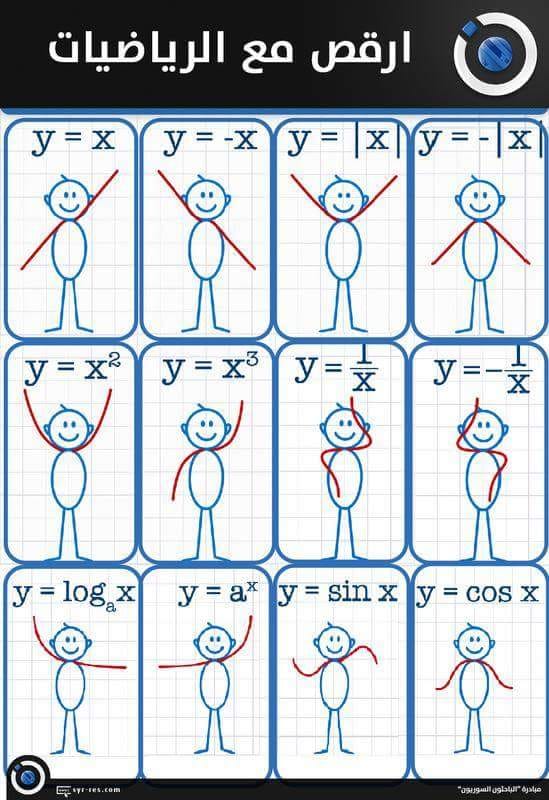 ارقص مع الرياضيات
y = x
y = -x
y = |x|
y = -|x|
y = x²
y = x³
y = 1/x
y = -1/x
y = logₐx
y = aˣ
y = sin x
y = cos x
syr-res.com
مبادرة "الباحثون السوريون"